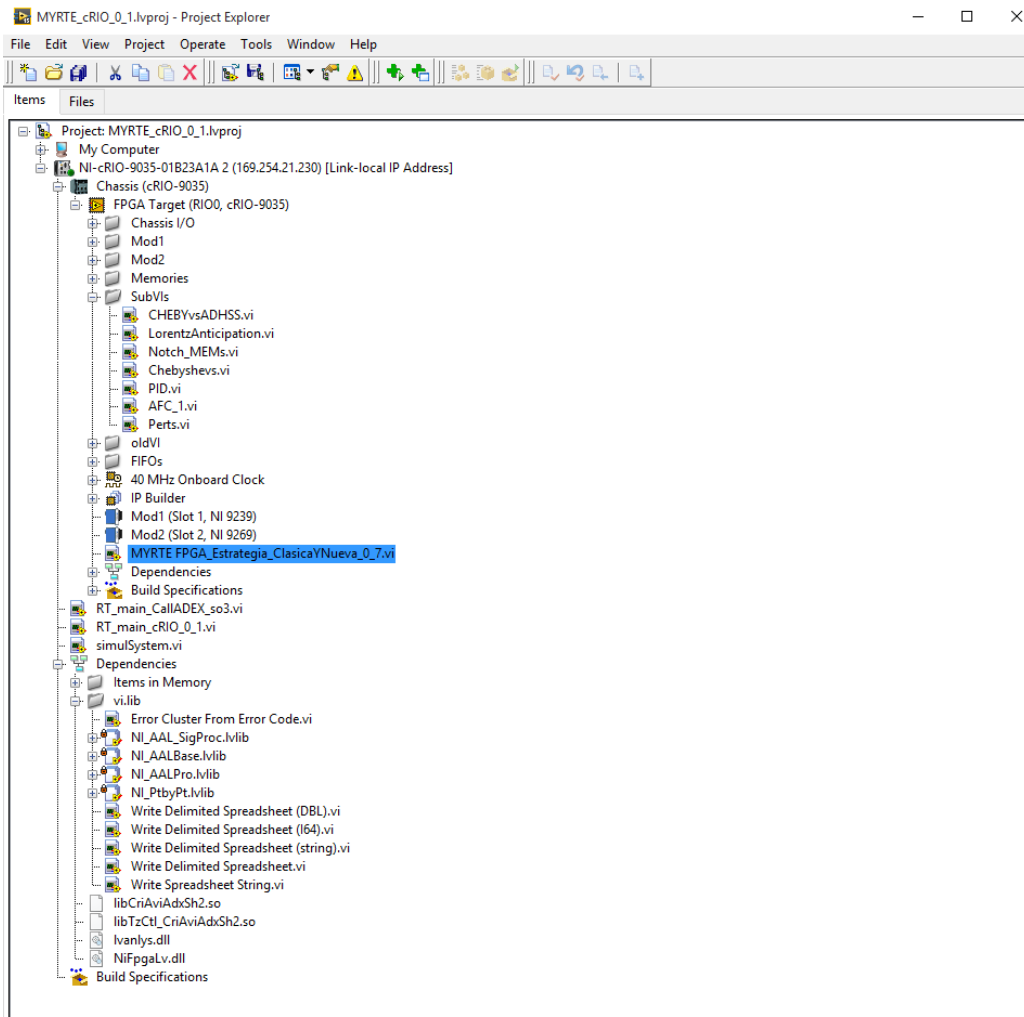 MYRTE_cRIO_0_1.lvproj - Project Explorer
File Edit View Project Operate Tools Window Help
Items Files
Project: MYRTE_cRIO_0_1.lvproj
My Computer
NI-cRIO-9035-01B23A1A 2 (169.254.21.230) [Link-local IP Address]
Chassis (cRIO-9035)
FPGA Target (RIO0, cRIO-9035)
Chassis I/O
Mod1
Mod2
Memories
SubVIs
CHEBYvsADHSS.vi
LorentzAnticipation.vi
Notch_MEMs.vi
Chebyshevs.vi
PID.vi
AFC_1.vi
Perts.vi
oldVI
FIFOs
40 MHz Onboard Clock
IP Builder
Mod1 (Slot 1, NI 9239)
Mod2 (Slot 2, NI 9269)
MYRTE FPGA_Estrategia_ClasicaYNueva_0_7.vi
Dependencies
Build Specifications
RT_main_CallADEX_so3.vi
RT_main_cRIO_0_1.vi
simulSystem.vi
Dependencies
Items in Memory
vi.lib
Error Cluster From Error Code.vi
NI_AAL_SigProc.lvlib
NI_AALBase.lvlib
NI_AALPro.lvlib
NI_PtbyPt.lvlib
Write Delimited Spreadsheet (DBL).vi
Write Delimited Spreadsheet (I64).vi
Write Delimited Spreadsheet (string).vi
Write Delimited Spreadsheet.vi
Write Spreadsheet String.vi
libCriAviAdxSh2.so
libTzCtl_CriAviAdxSh2.so
lvanlys.dll
NiFpgaLv.dll
Build Specifications